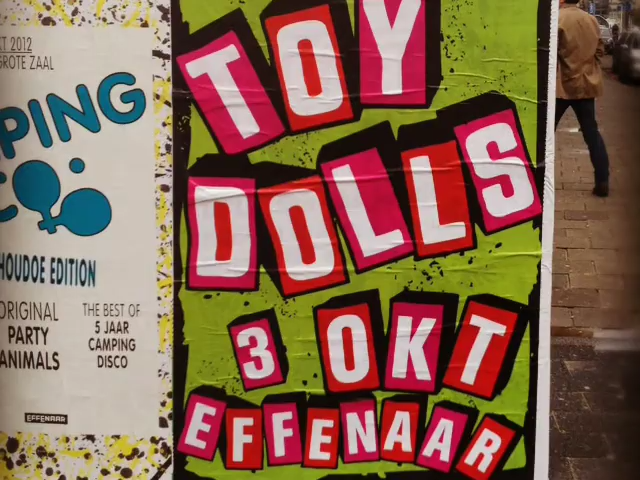 2012
GROTE ZAAL
PING
HOUDOE EDITION
ORIGINAL
PARTY
ANIMALS
THE BEST OF
5 JAAR
CAMPING
DISCO
EFFENAAR
TOY
DOLLS
3 OKT
EFFENAAR